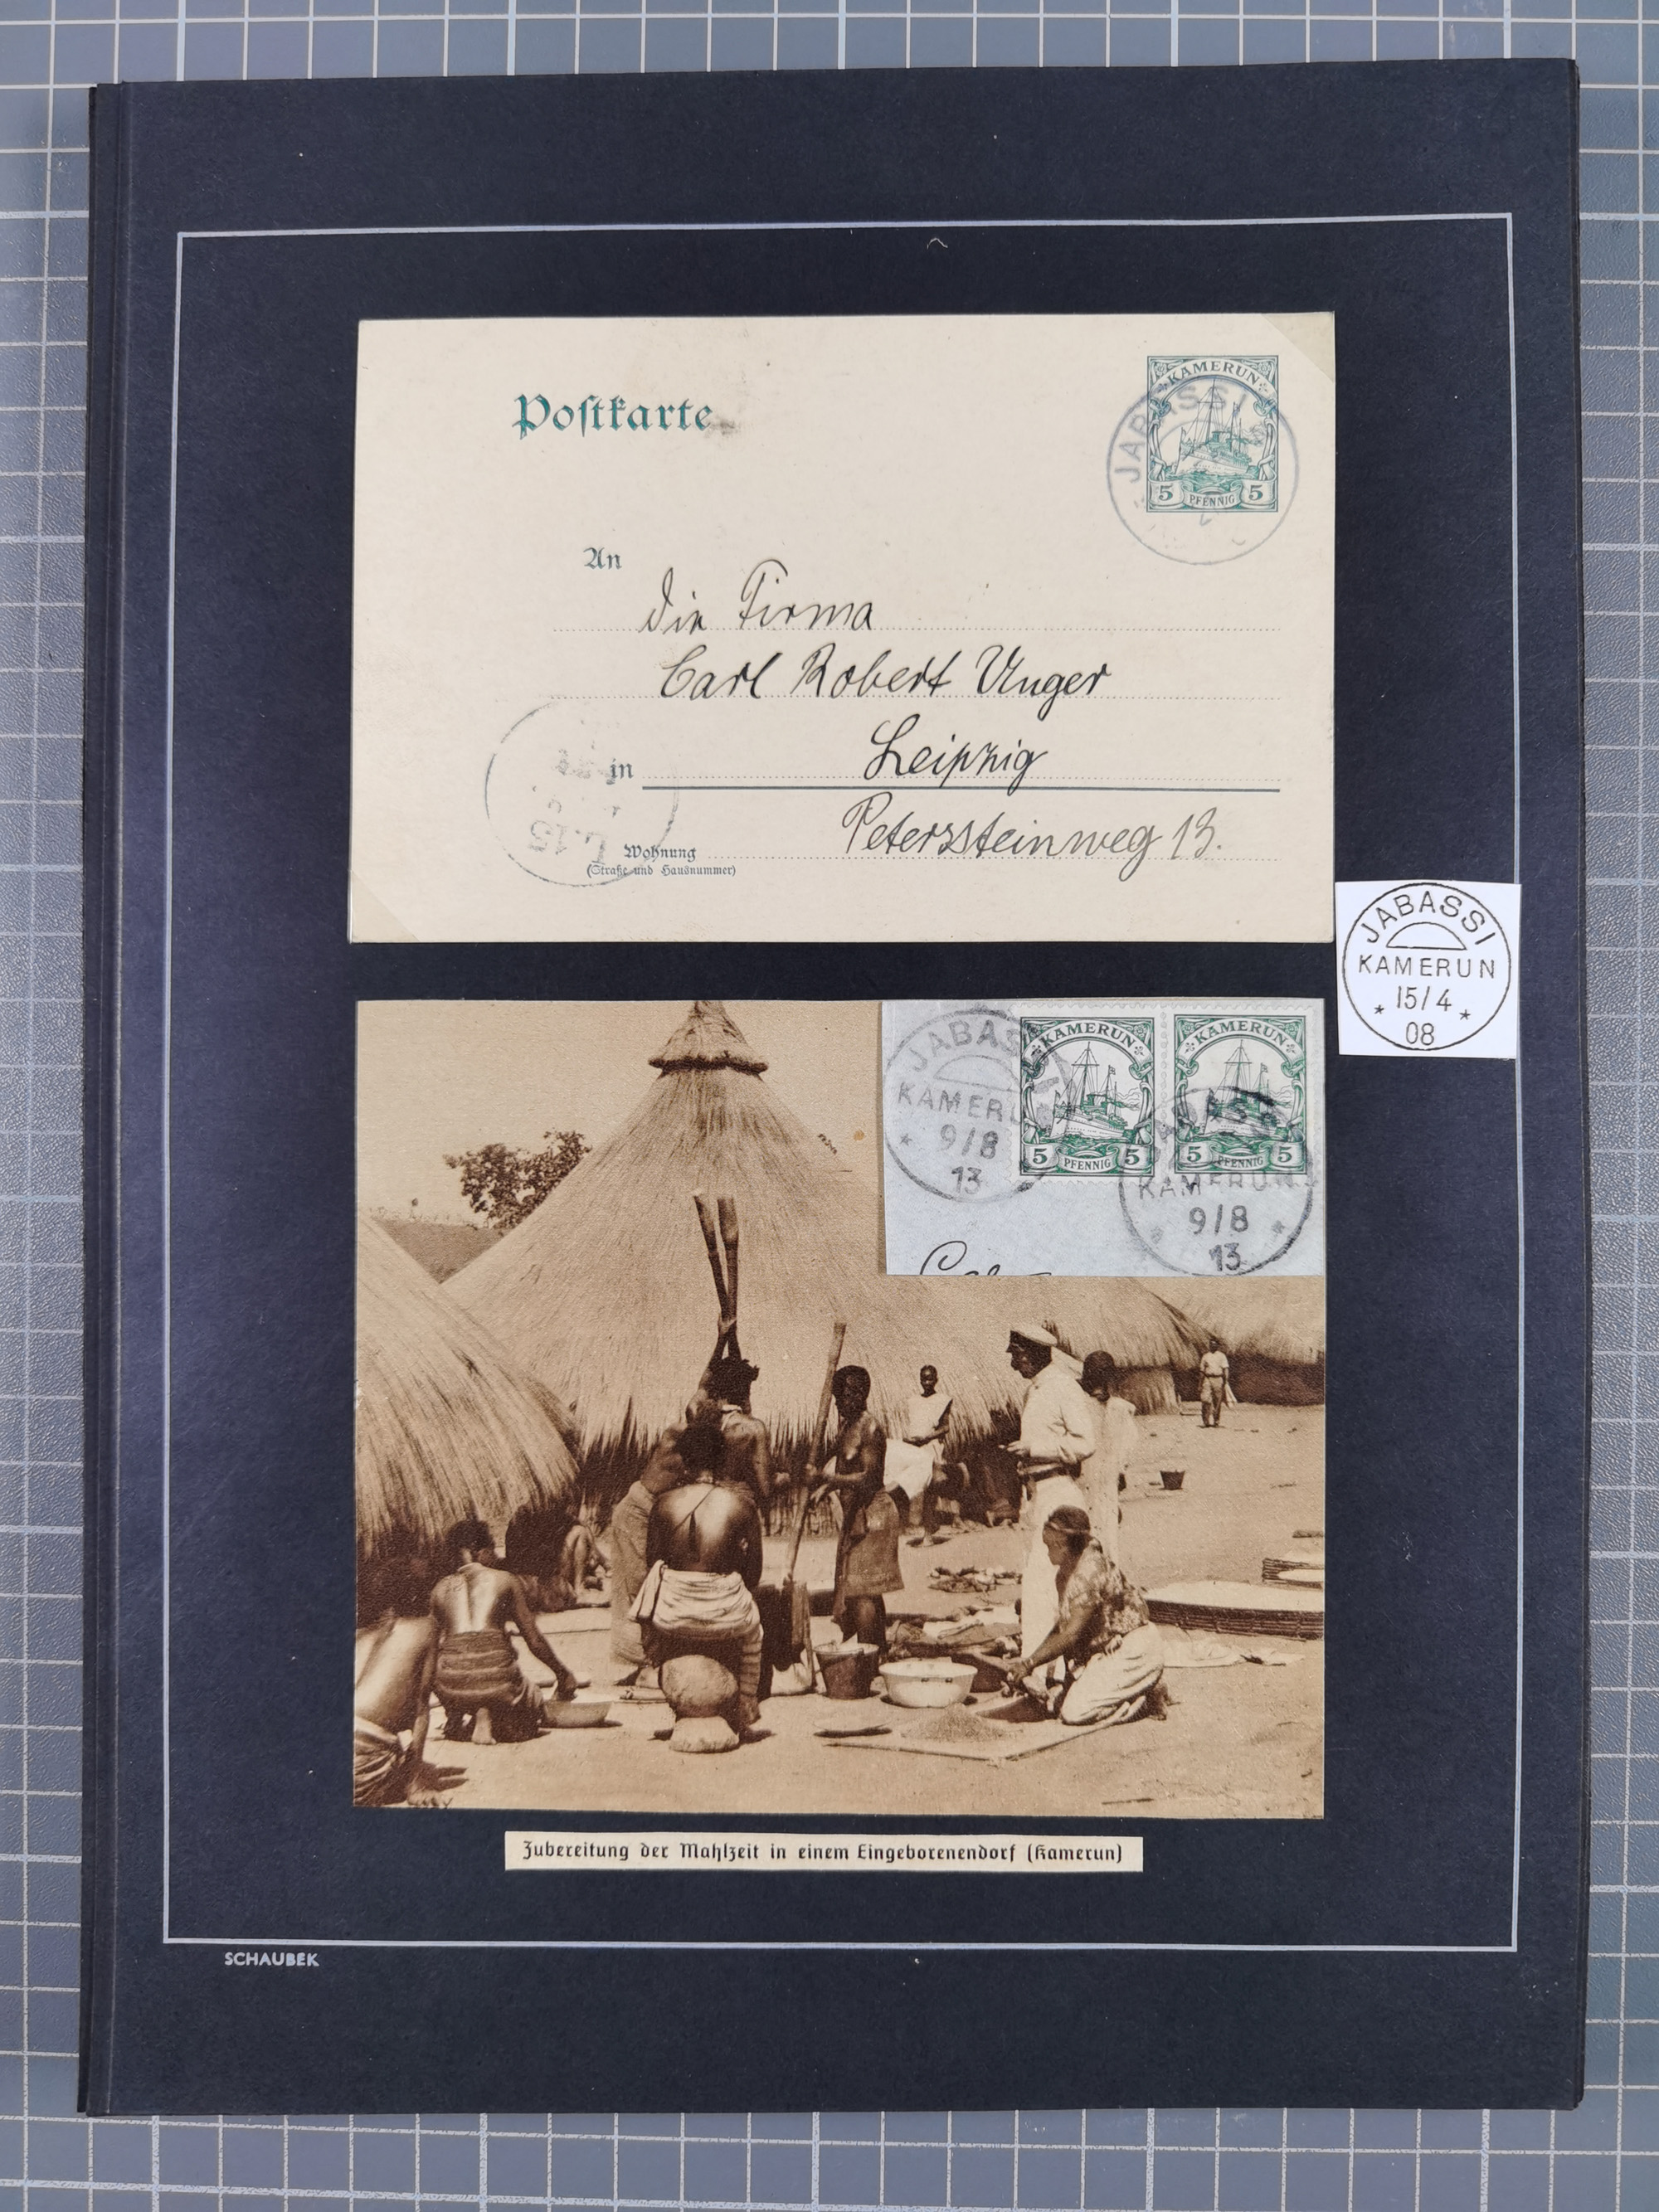 Postkarte
KAMERUN
5 PFENNIG 5
JABASSI
An
die Firma
Carl Robert Unger
in Leipzig
Wohnung Peterssteinweg 13.
(Straße und Hausnummer)
JABASSI
KAMERUN
* 15/4 *
08
JABASSI
KAMERUN
* 9/8
13
KAMERUN
5 PFENNIG 5
KAMERUN
5 PFENNIG 5
JABASSI
KAMERUN
* 9/8 *
13
Zubereitung der Mahlzeit in einem Eingeborenendorf (Kamerun)
SCHAUBEK